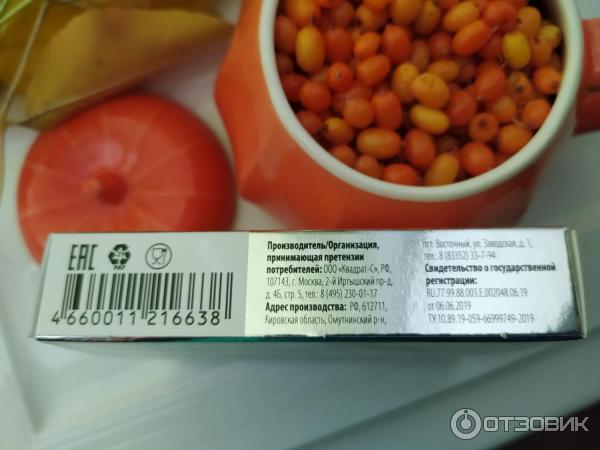 EAC
PAP
4 660011 216638
Производитель/Организация,
принимающая претензии
потребителей: ООО «Квадрат-С», РФ,
107143, г. Москва, 2-й Иртышский пр-д,
д. 4б, стр. 5, тел.: 8 (495) 230-01-17
Адрес производства: РФ, 612711,
Кировская область, Омутнинский р-н,
пгт. Восточный, ул. Заводская, д. 1,
тел.: 8 (83352) 33-7-94
Свидетельство о государственной
регистрации:
RU.77.99.88.003.Е.002048.06.19
от 06.06.2019
ТУ 10.89.19-059-66999749-2019
ОТЗОВИК